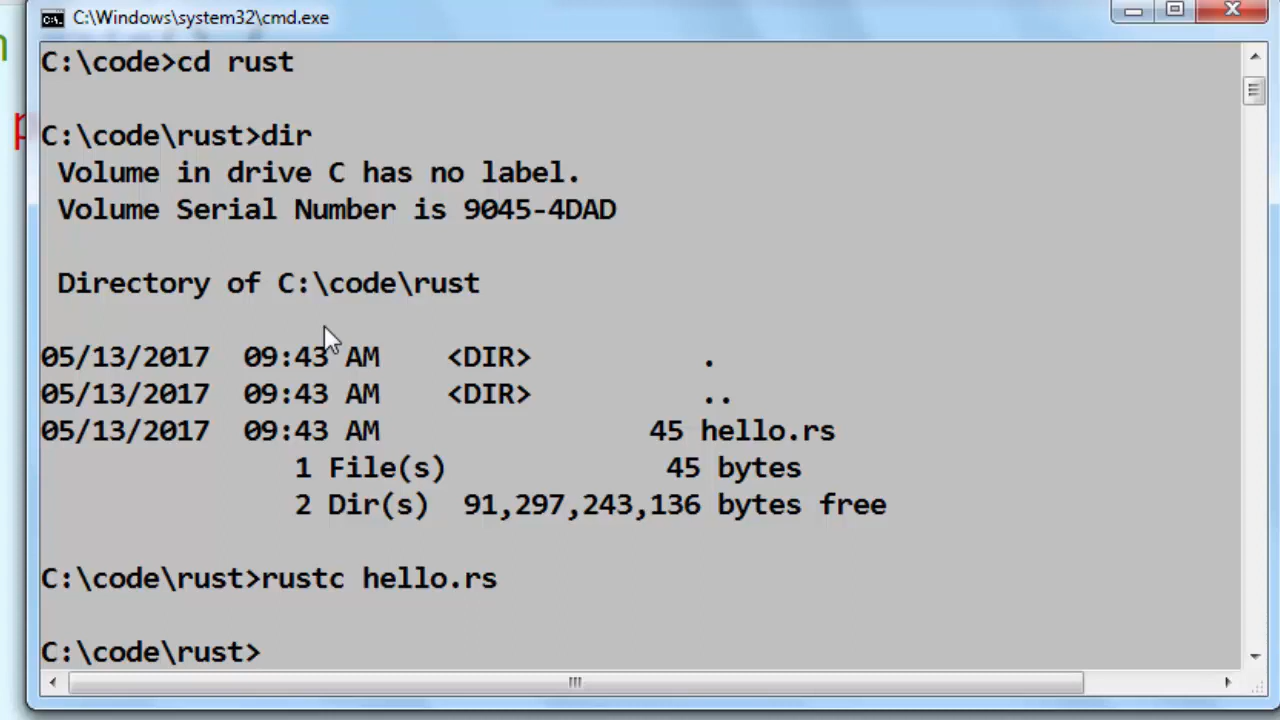 C:\Windows\system32\cmd.exe
C:\code>cd rust
C:\code\rust>dir
Volume in drive C has no label.
Volume Serial Number is 9045-4DAD
Directory of C:\code\rust
05/13/2017  09:43 AM    <DIR>          .
05/13/2017  09:43 AM    <DIR>          ..
05/13/2017  09:43 AM                45 hello.rs
1 File(s)             45 bytes
2 Dir(s)  91,297,243,136 bytes free
C:\code\rust>rustc hello.rs
C:\code\rust>